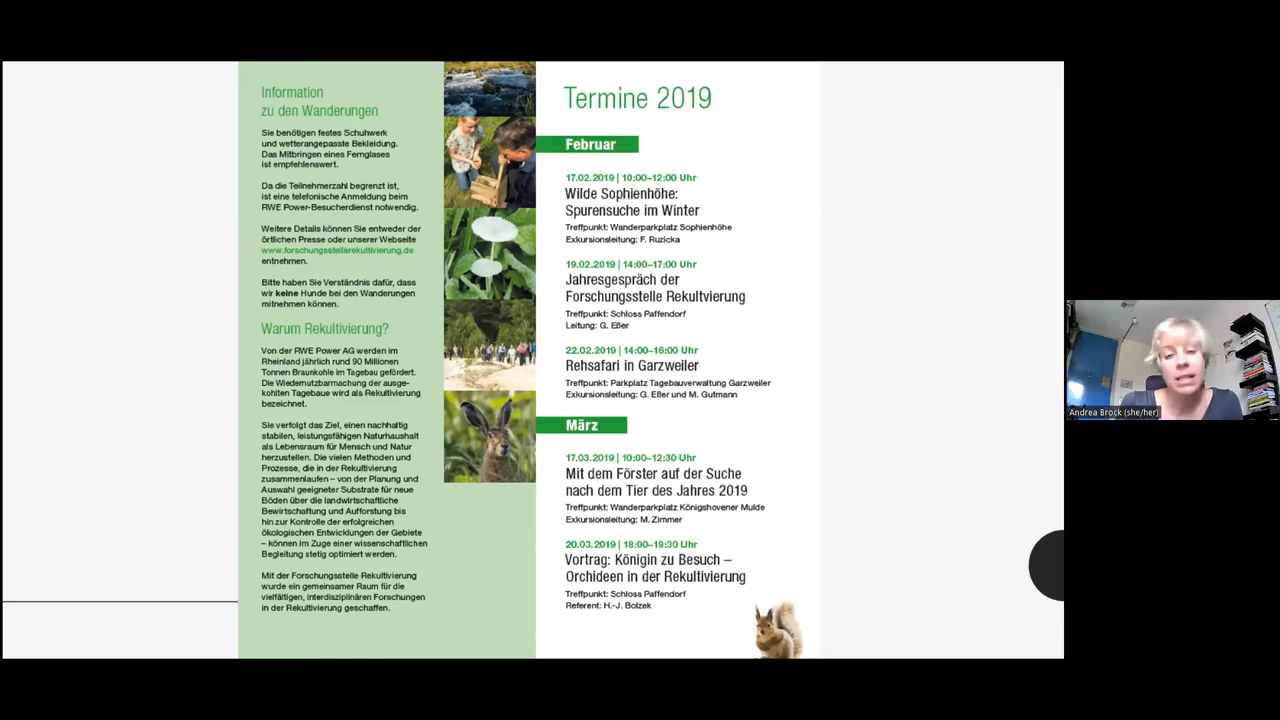 Information
zu den Wanderungen
Sie benötigen festes Schuhwerk
und wetterangepasste Bekleidung.
Das Mitbringen eines Fernglases
ist empfehlenswert.
Da die Teilnehmerzahl begrenzt ist,
ist eine telefonische Anmeldung beim
RWE Power-Besucherdienst notwendig.
Weitere Details können Sie entweder der
örtlichen Presse oder unserer Webseite
www.forschungsstellerekultivierung.de
entnehmen.
Bitte haben Sie Verständnis dafür, dass
wir keine Hunde bei den Wanderungen
mitnehmen können.
Warum Rekultivierung?
Von der RWE Power AG werden im
Rheinland jährlich rund 90 Millionen
Tonnen Braunkohle im Tagebau gefördert.
Die Wiedernutzbarmachung der ausge-
kohlten Tagebaue wird als Rekultivierung
bezeichnet.
Sie verfolgt das Ziel, einen nachhaltig
stabilen, leistungsfähigen Naturhaushalt
als Lebensraum für Mensch und Natur
herzustellen. Die vielen Methoden und
Prozesse, die in der Rekultivierung
zusammenlaufen – von der Planung und
Auswahl geeigneter Substrate für neue
Böden über die landwirtschaftliche
Bewirtschaftung und Aufforstung bis
hin zur Kontrolle der erfolgreichen
ökologischen Entwicklungen der Gebiete
– können im Zuge einer wissenschaftlichen
Begleitung stetig optimiert werden.
Mit der Forschungsstelle Rekultivierung
wurde ein gemeinsamer Raum für die
vielfältigen, interdisziplinären Forschungen
in der Rekultivierung geschaffen.
Termine 2019
Februar
17.02.2019 | 10:00–12:00 Uhr
Wilde Sophienhöhe:
Spurensuche im Winter
Treffpunkt: Wanderparkplatz Sophienhöhe
Exkursionsleitung: F. Ruzicka
19.02.2019 | 14:00–17:00 Uhr
Jahresgespräch der
Forschungsstelle Rekultvierung
Treffpunkt: Schloss Paffendorf
Leitung: G. Eßer
22.02.2019 | 14:00–16:00 Uhr
Rehsafari in Garzweiler
Treffpunkt: Parkplatz Tagebauverwaltung Garzweiler
Exkursionsleitung: G. Eßer und M. Gutmann
März
17.03.2019 | 10:00–12:30 Uhr
Mit dem Förster auf der Suche
nach dem Tier des Jahres 2019
Treffpunkt: Wanderparkplatz Königshovener Mulde
Exkursionsleitung: M. Zimmer
20.03.2019 | 18:00–19:30 Uhr
Vortrag: Königin zu Besuch –
Orchideen in der Rekultivierung
Treffpunkt: Schloss Paffendorf
Referent: H.-J. Bolzek
Andrea Brock (she/her)